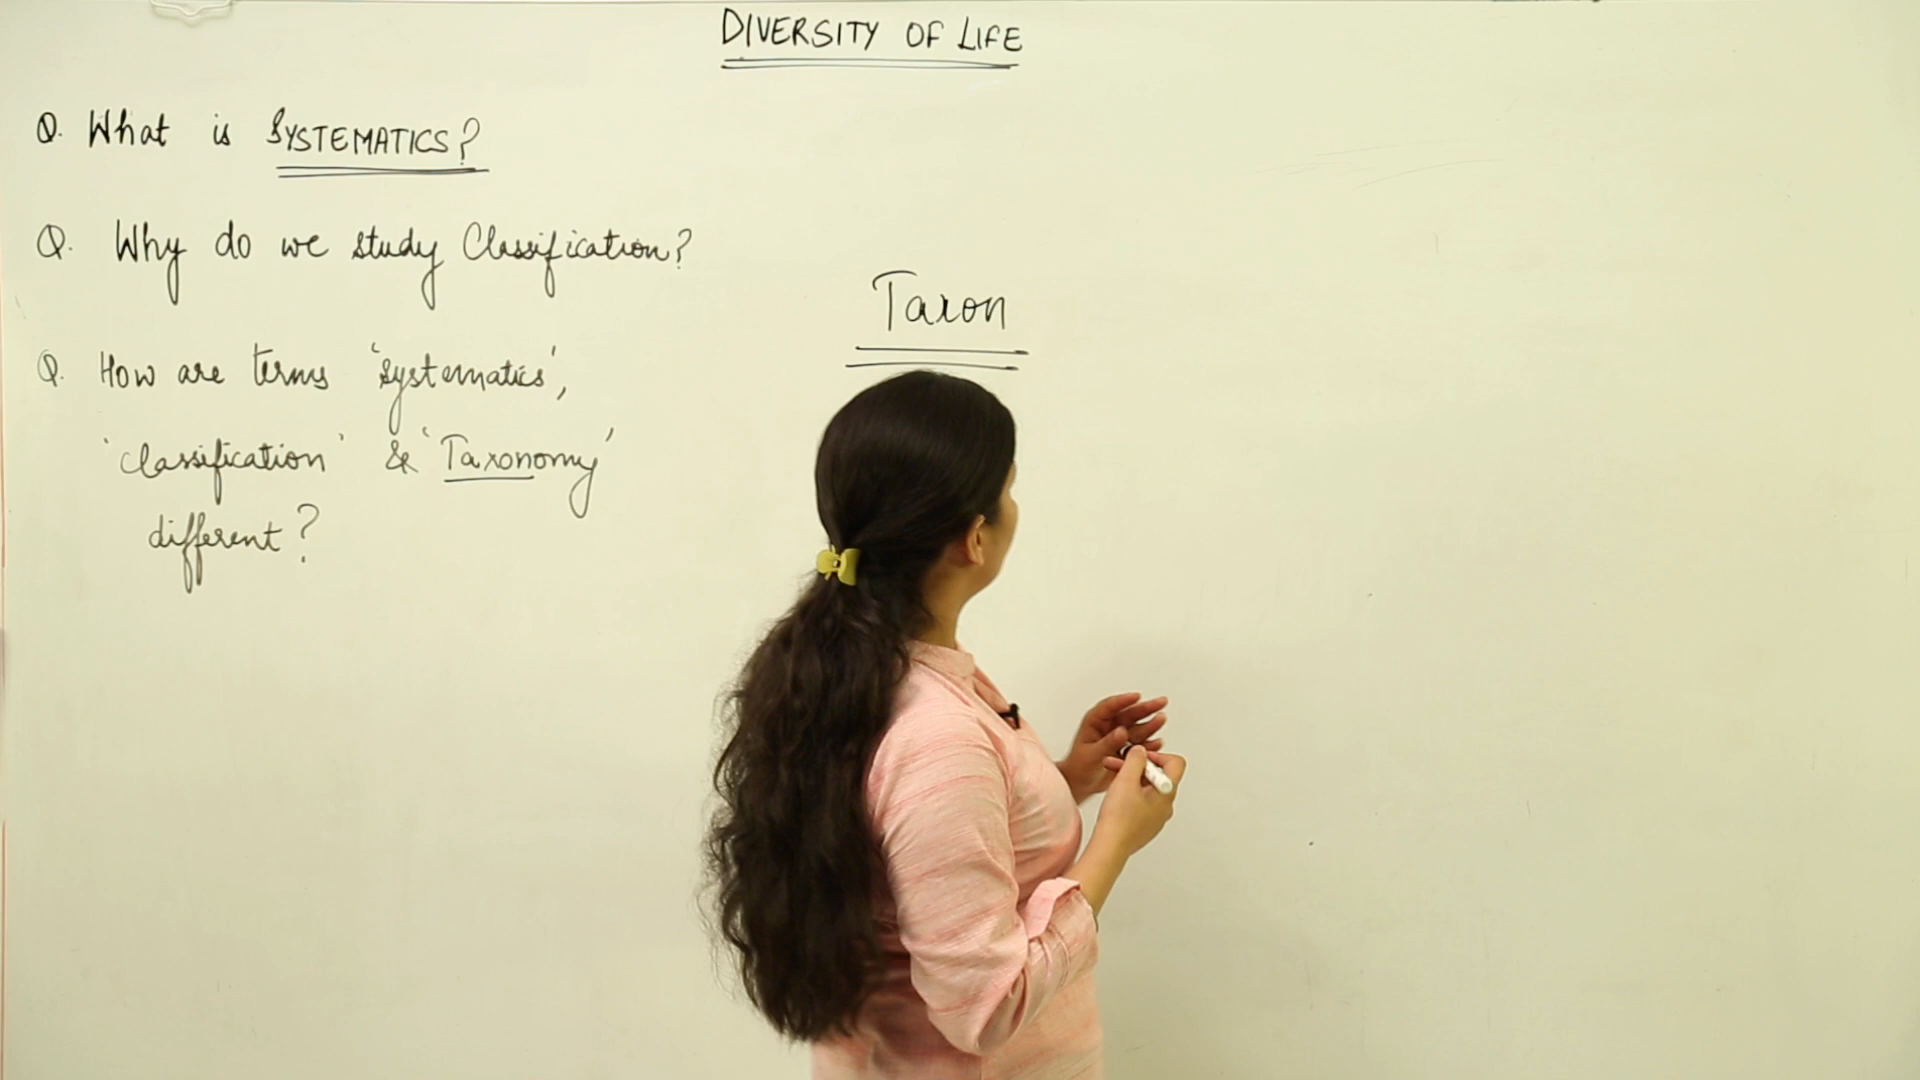 DIVERSITY OF LIFE
Q. What is SYSTEMATICS?
Q. Why do we study Classification?
Taxon
Q. How are terms 'systematics',
'classification' & 'Taxonomy'
different?